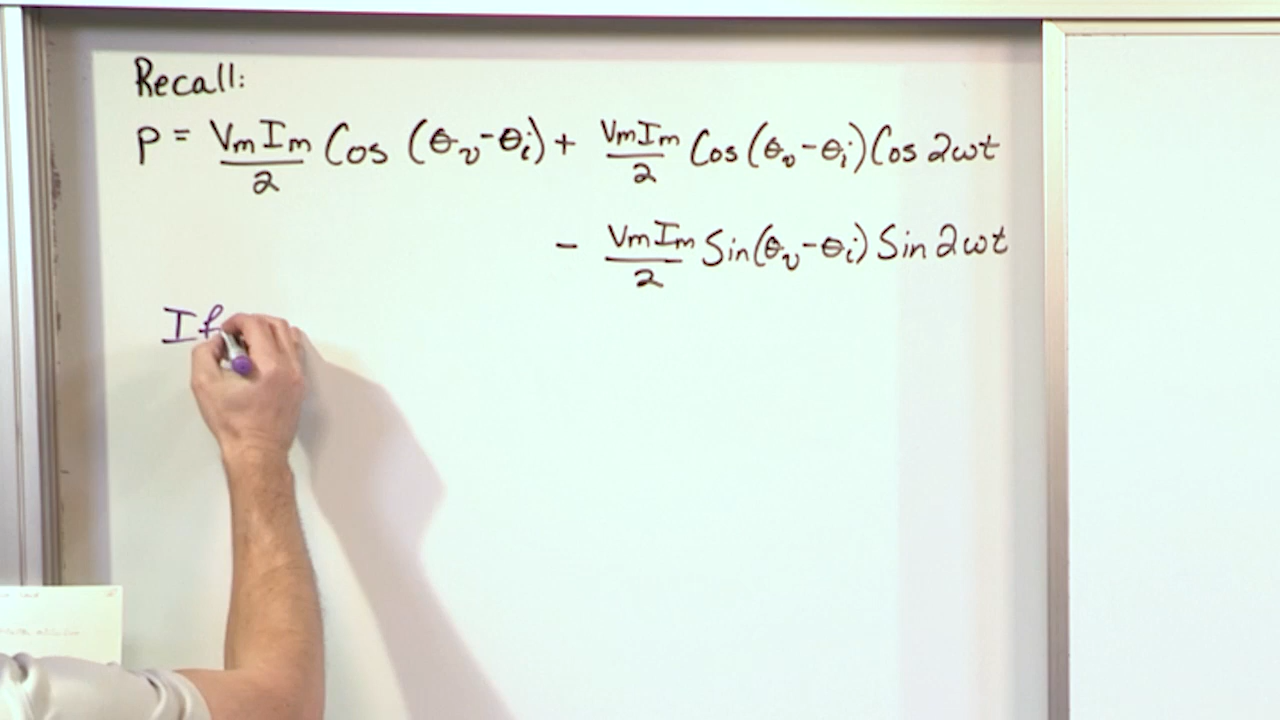 Recall:
P = VmIm/2 Cos (θv-θi) + VmIm/2 Cos(θv-θi) Cos 2ωt
- VmIm/2 Sin(θv-θi) Sin 2ωt
If